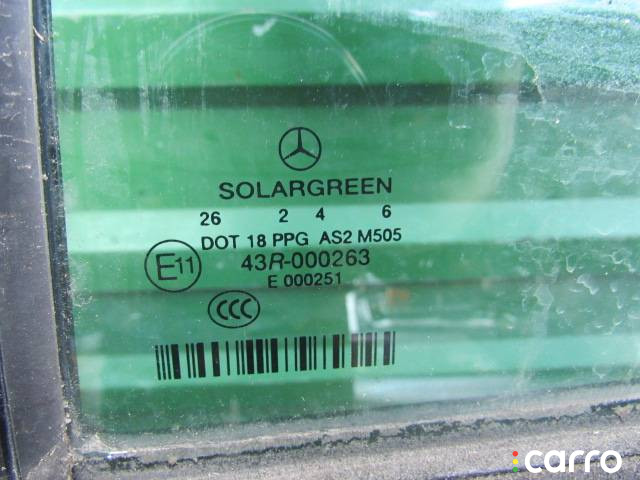 SOLARGREEN
26 2 4 6
DOT 18 PPG AS2 M505
E11
43R-000263
E 000251
CCC
:carro